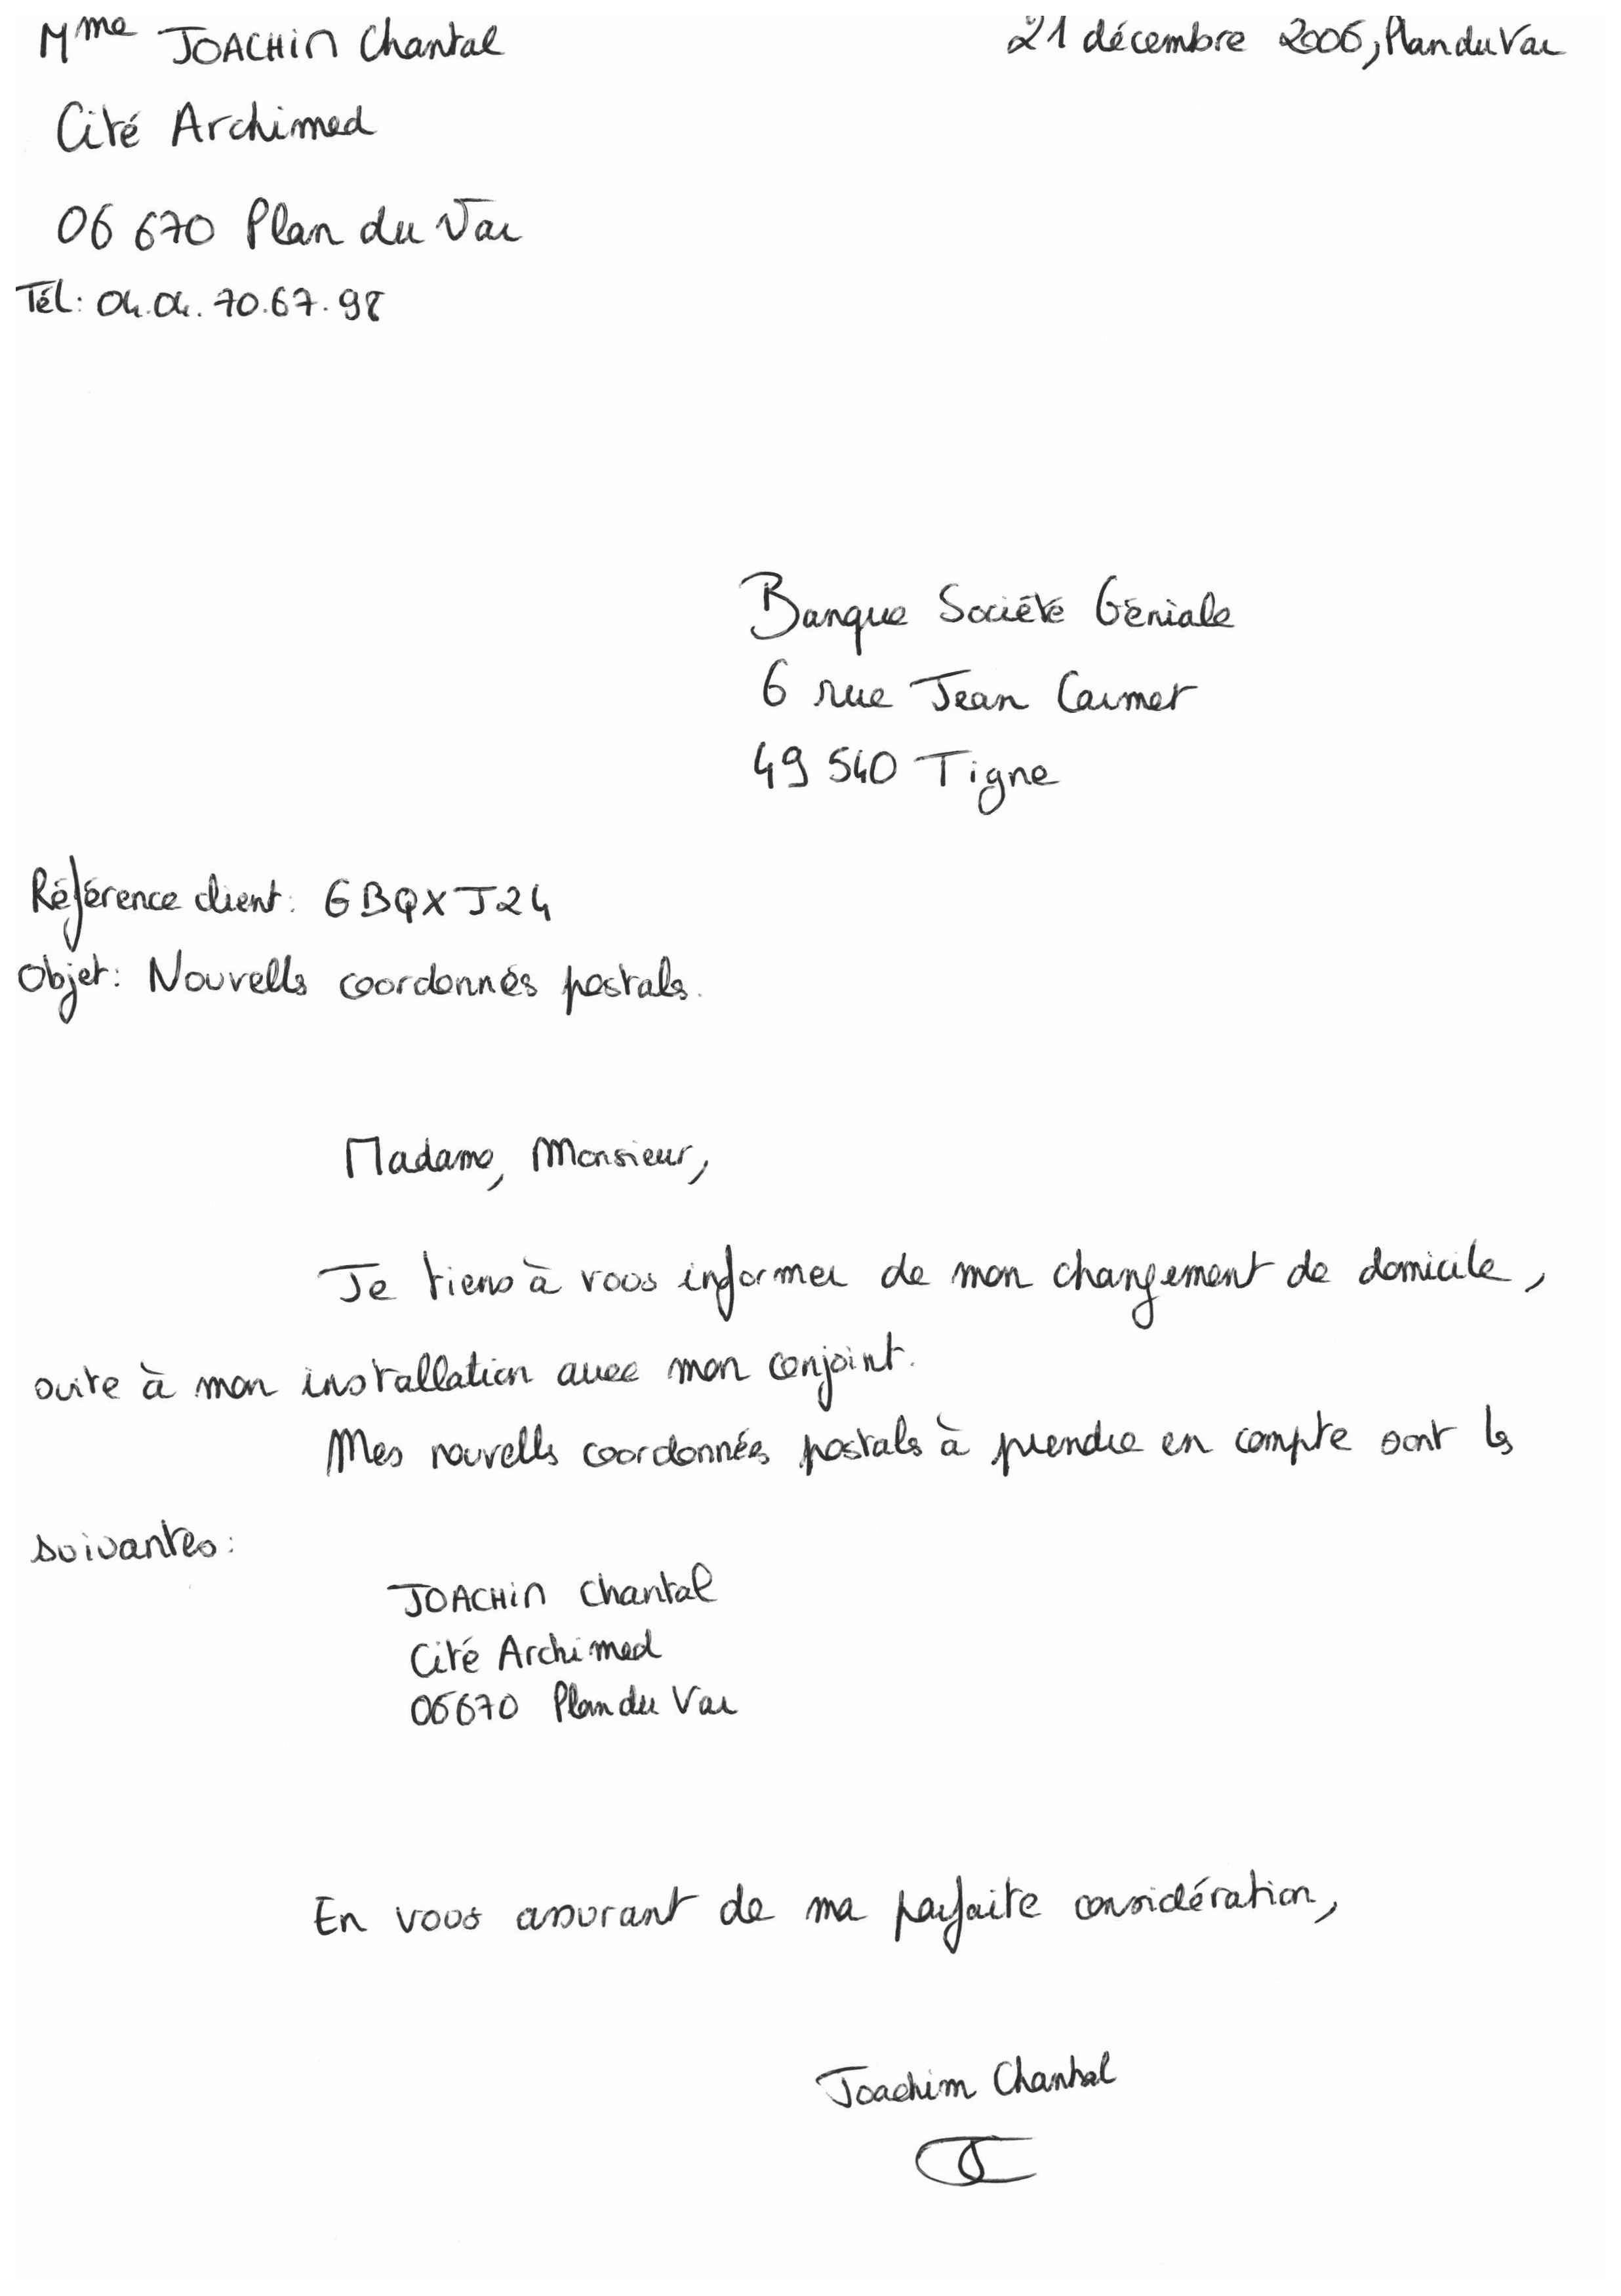 Mme JOACHIN Chantal
21 décembre 2006, Plan du Var
Cité Archimed
06 670 Plan du Var
Tél: 04.04.70.67.98
Banque Société Géniale
6 rue Jean Carmet
49 540 Tigne
Référence client: GBQXJ24
Objet: Nouvells coordonnés postals.
Madame, Monsieur,
Je tiens à vous informer de mon changement de domicile,
suite à mon installation avec mon conjoint.
Mes nouvells coordonnées postals à prendre en compte sont ls
suivantes:
JOACHIN Chantal
Cité Archimed
06670 Plan du Var
En vous assurant de ma parfaite considération,
Joachim Chantal
JC